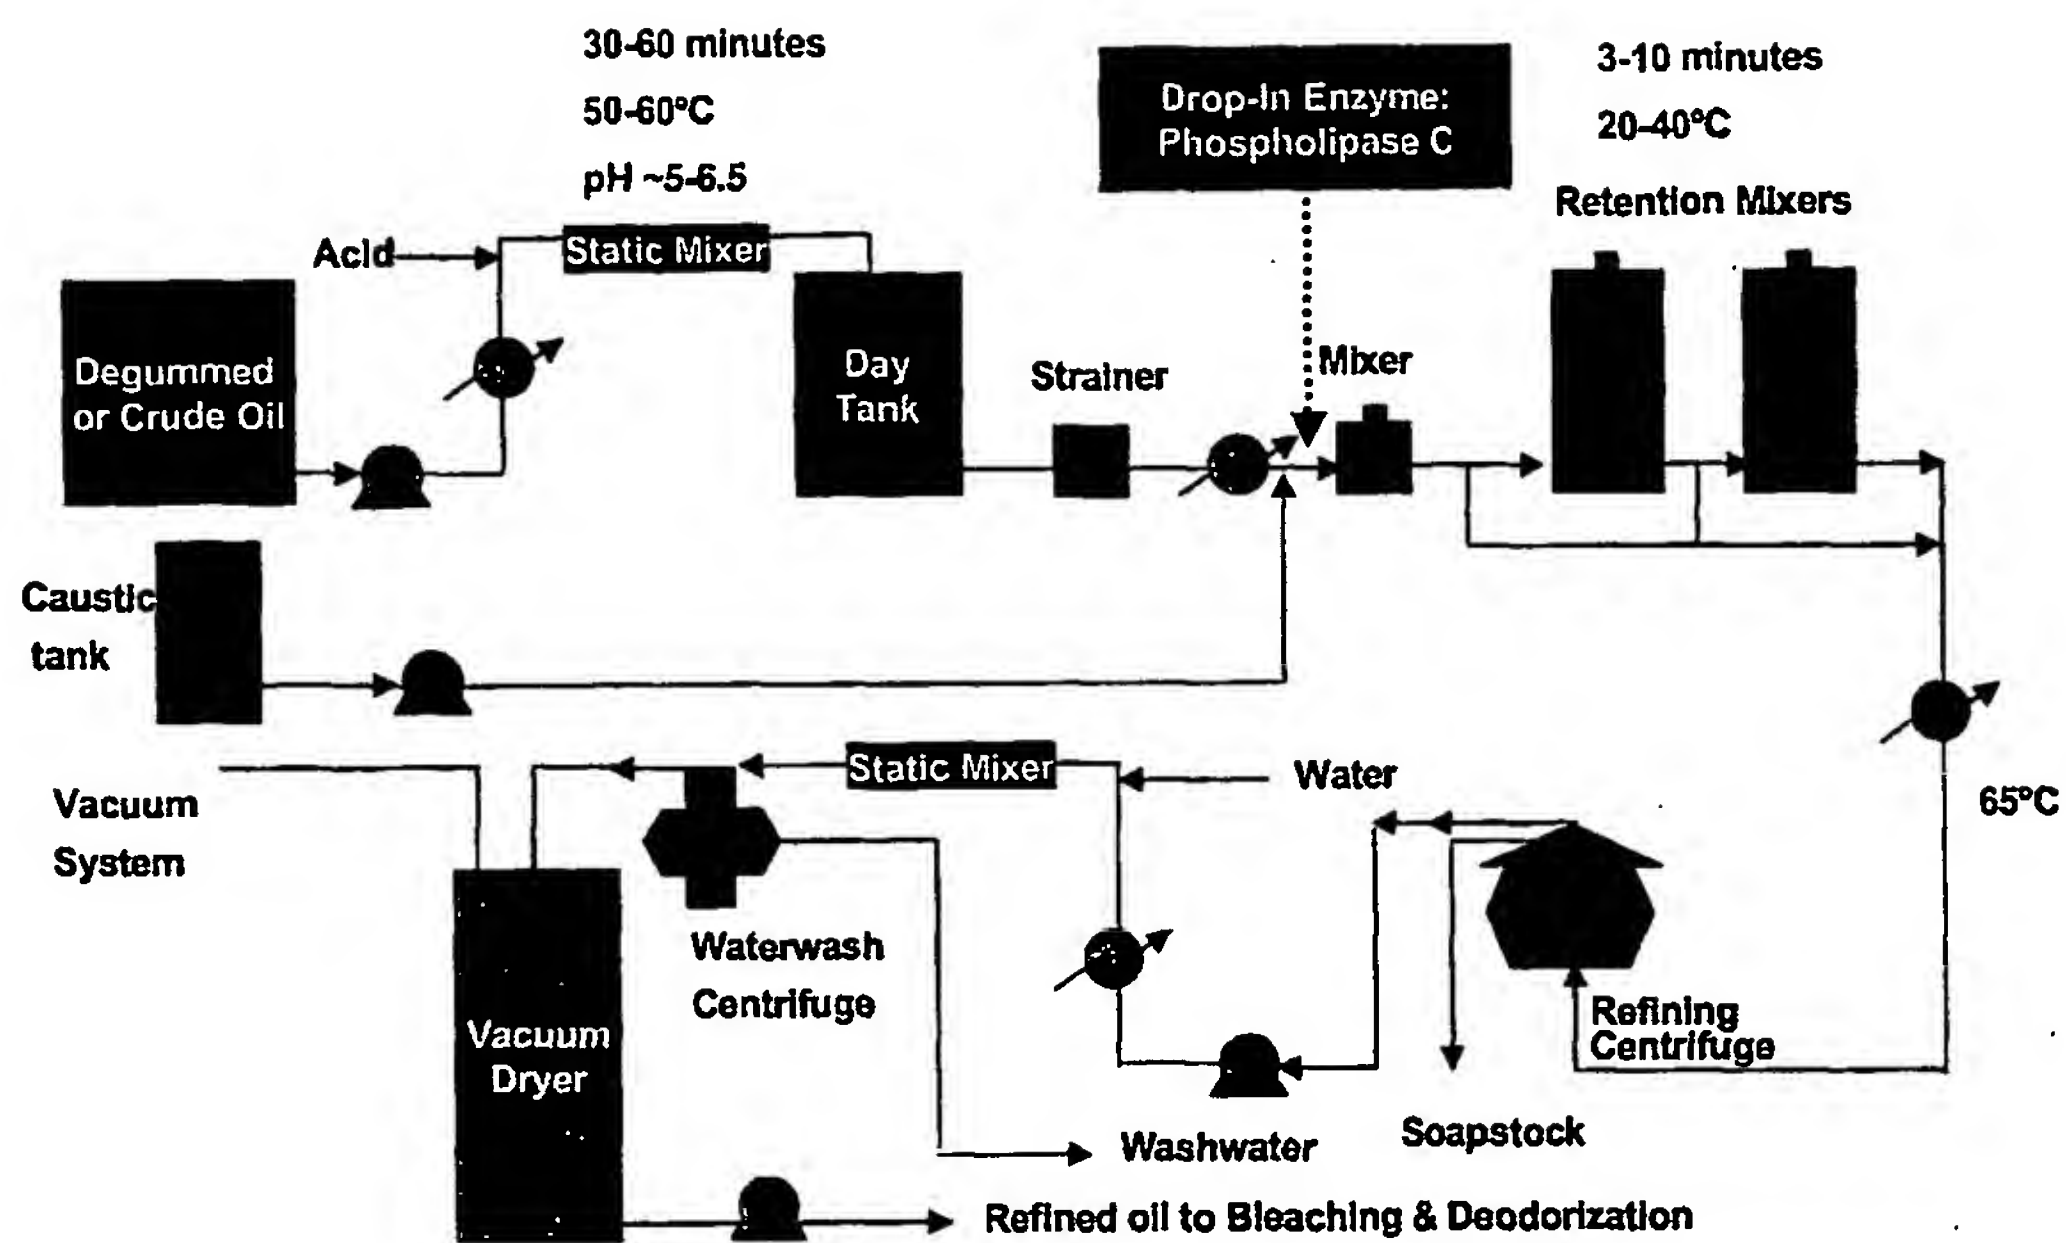 30-60 minutes
50-60°C
pH ~5-6.5
Drop-In Enzyme:
Phospholipase C
3-10 minutes
20-40°C
Retention Mixers
Acid
Static Mixer
Degummed
or Crude Oil
Day
Tank
Strainer
Mixer
Caustic
tank
Vacuum
System
Static Mixer
Water
65°C
Waterwash
Centrifuge
Vacuum
Dryer
Refining
Centrifuge
Washwater
Soapstock
Refined oil to Bleaching & Deodorization